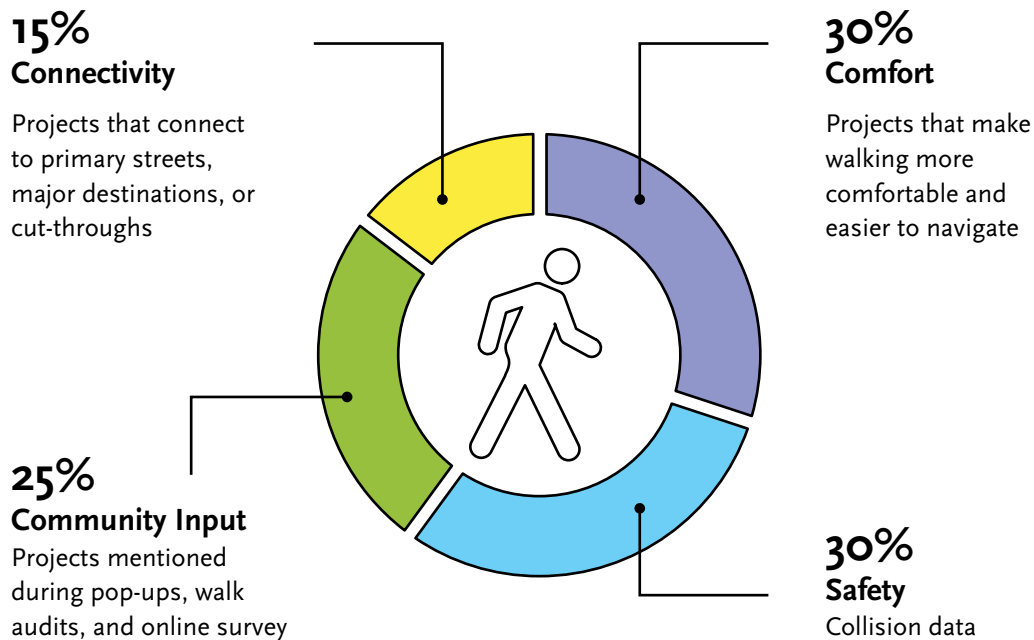 15%
Connectivity
Projects that connect
to primary streets,
major destinations, or
cut-throughs
30%
Comfort
Projects that make
walking more
comfortable and
easier to navigate
25%
Community Input
Projects mentioned
during pop-ups, walk
audits, and online survey
30%
Safety
Collision data